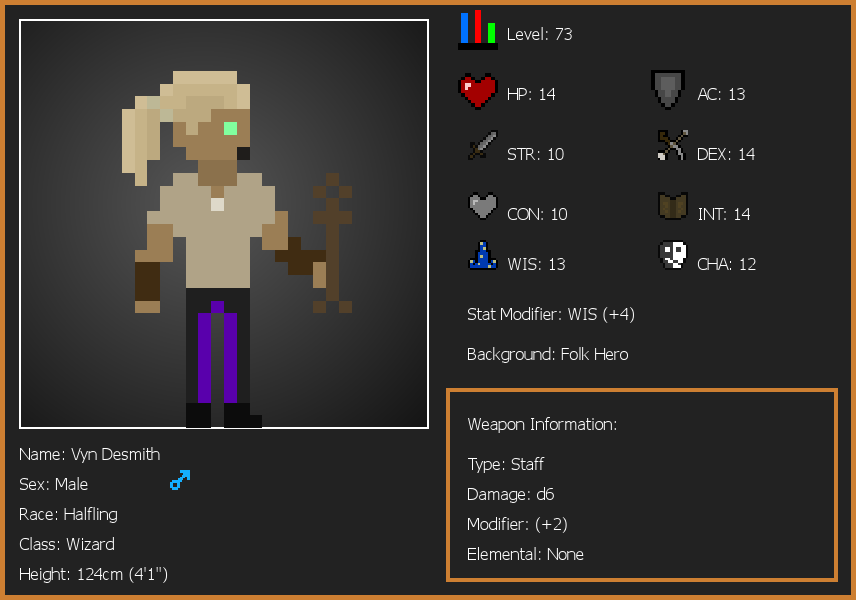 Level: 73
HP: 14
AC: 13
STR: 10
DEX: 14
CON: 10
INT: 14
WIS: 13
CHA: 12
Stat Modifier: WIS (+4)
Background: Folk Hero
Weapon Information:
Type: Staff
Damage: d6
Modifier: (+2)
Elemental: None
Name: Vyn Desmith
Sex: Male
Race: Halfling
Class: Wizard
Height: 124cm (4'1")